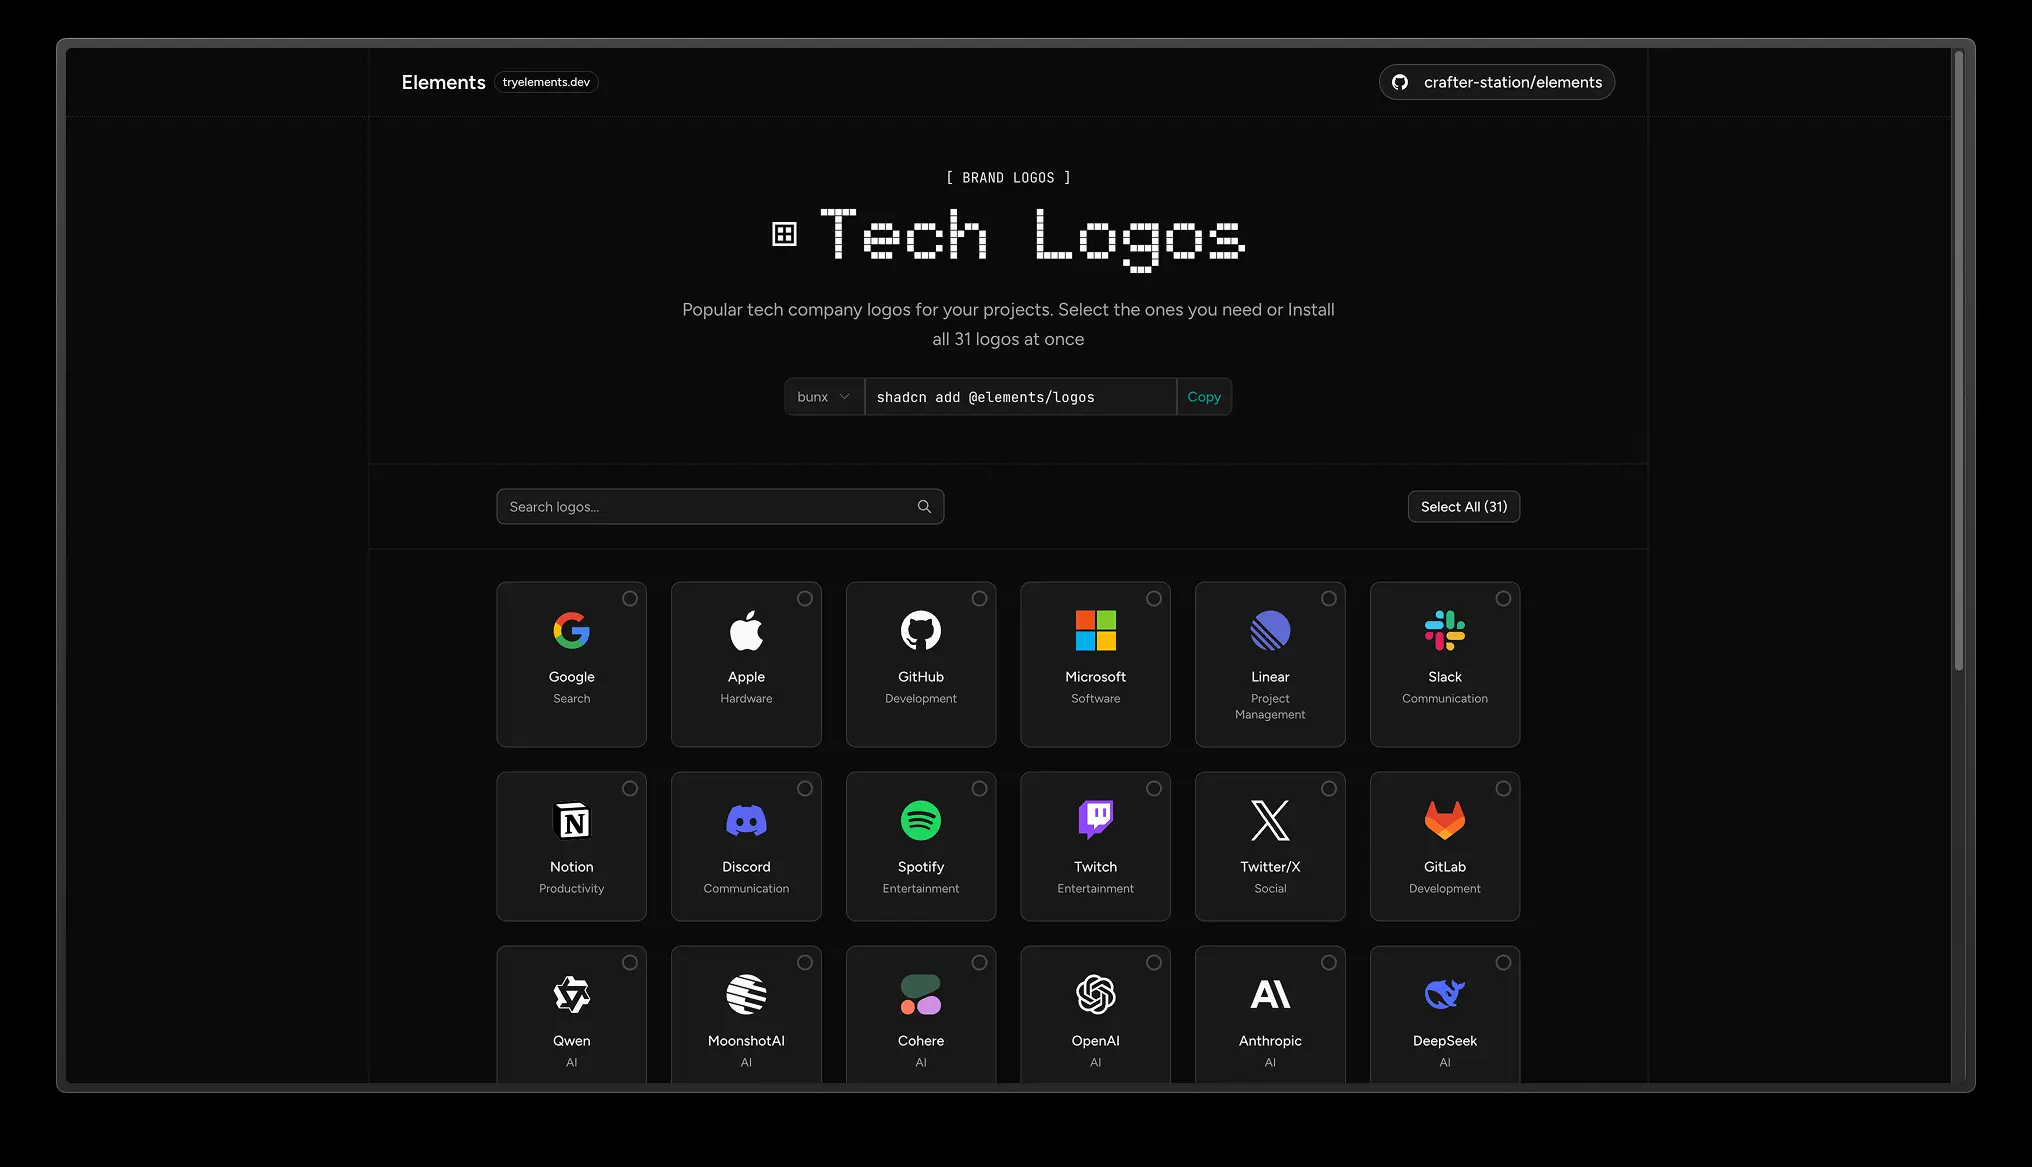 Elements tryelements.dev crafter-station/elements
[ BRAND LOGOS ]
Tech Logos
Popular tech company logos for your projects. Select the ones you need or Install
all 31 logos at once
bunx shadcn add @elements/logos Copy
Search logos... Select All (31)
Google Apple GitHub Microsoft Linear Slack
Search Hardware Development Software Project Communication
Management
Notion Discord Spotify Twitch Twitter/X GitLab
Productivity Communication Entertainment Entertainment Social Development
Qwen MoonshotAI Cohere OpenAI Anthropic DeepSeek
AI AI AI AI AI AI